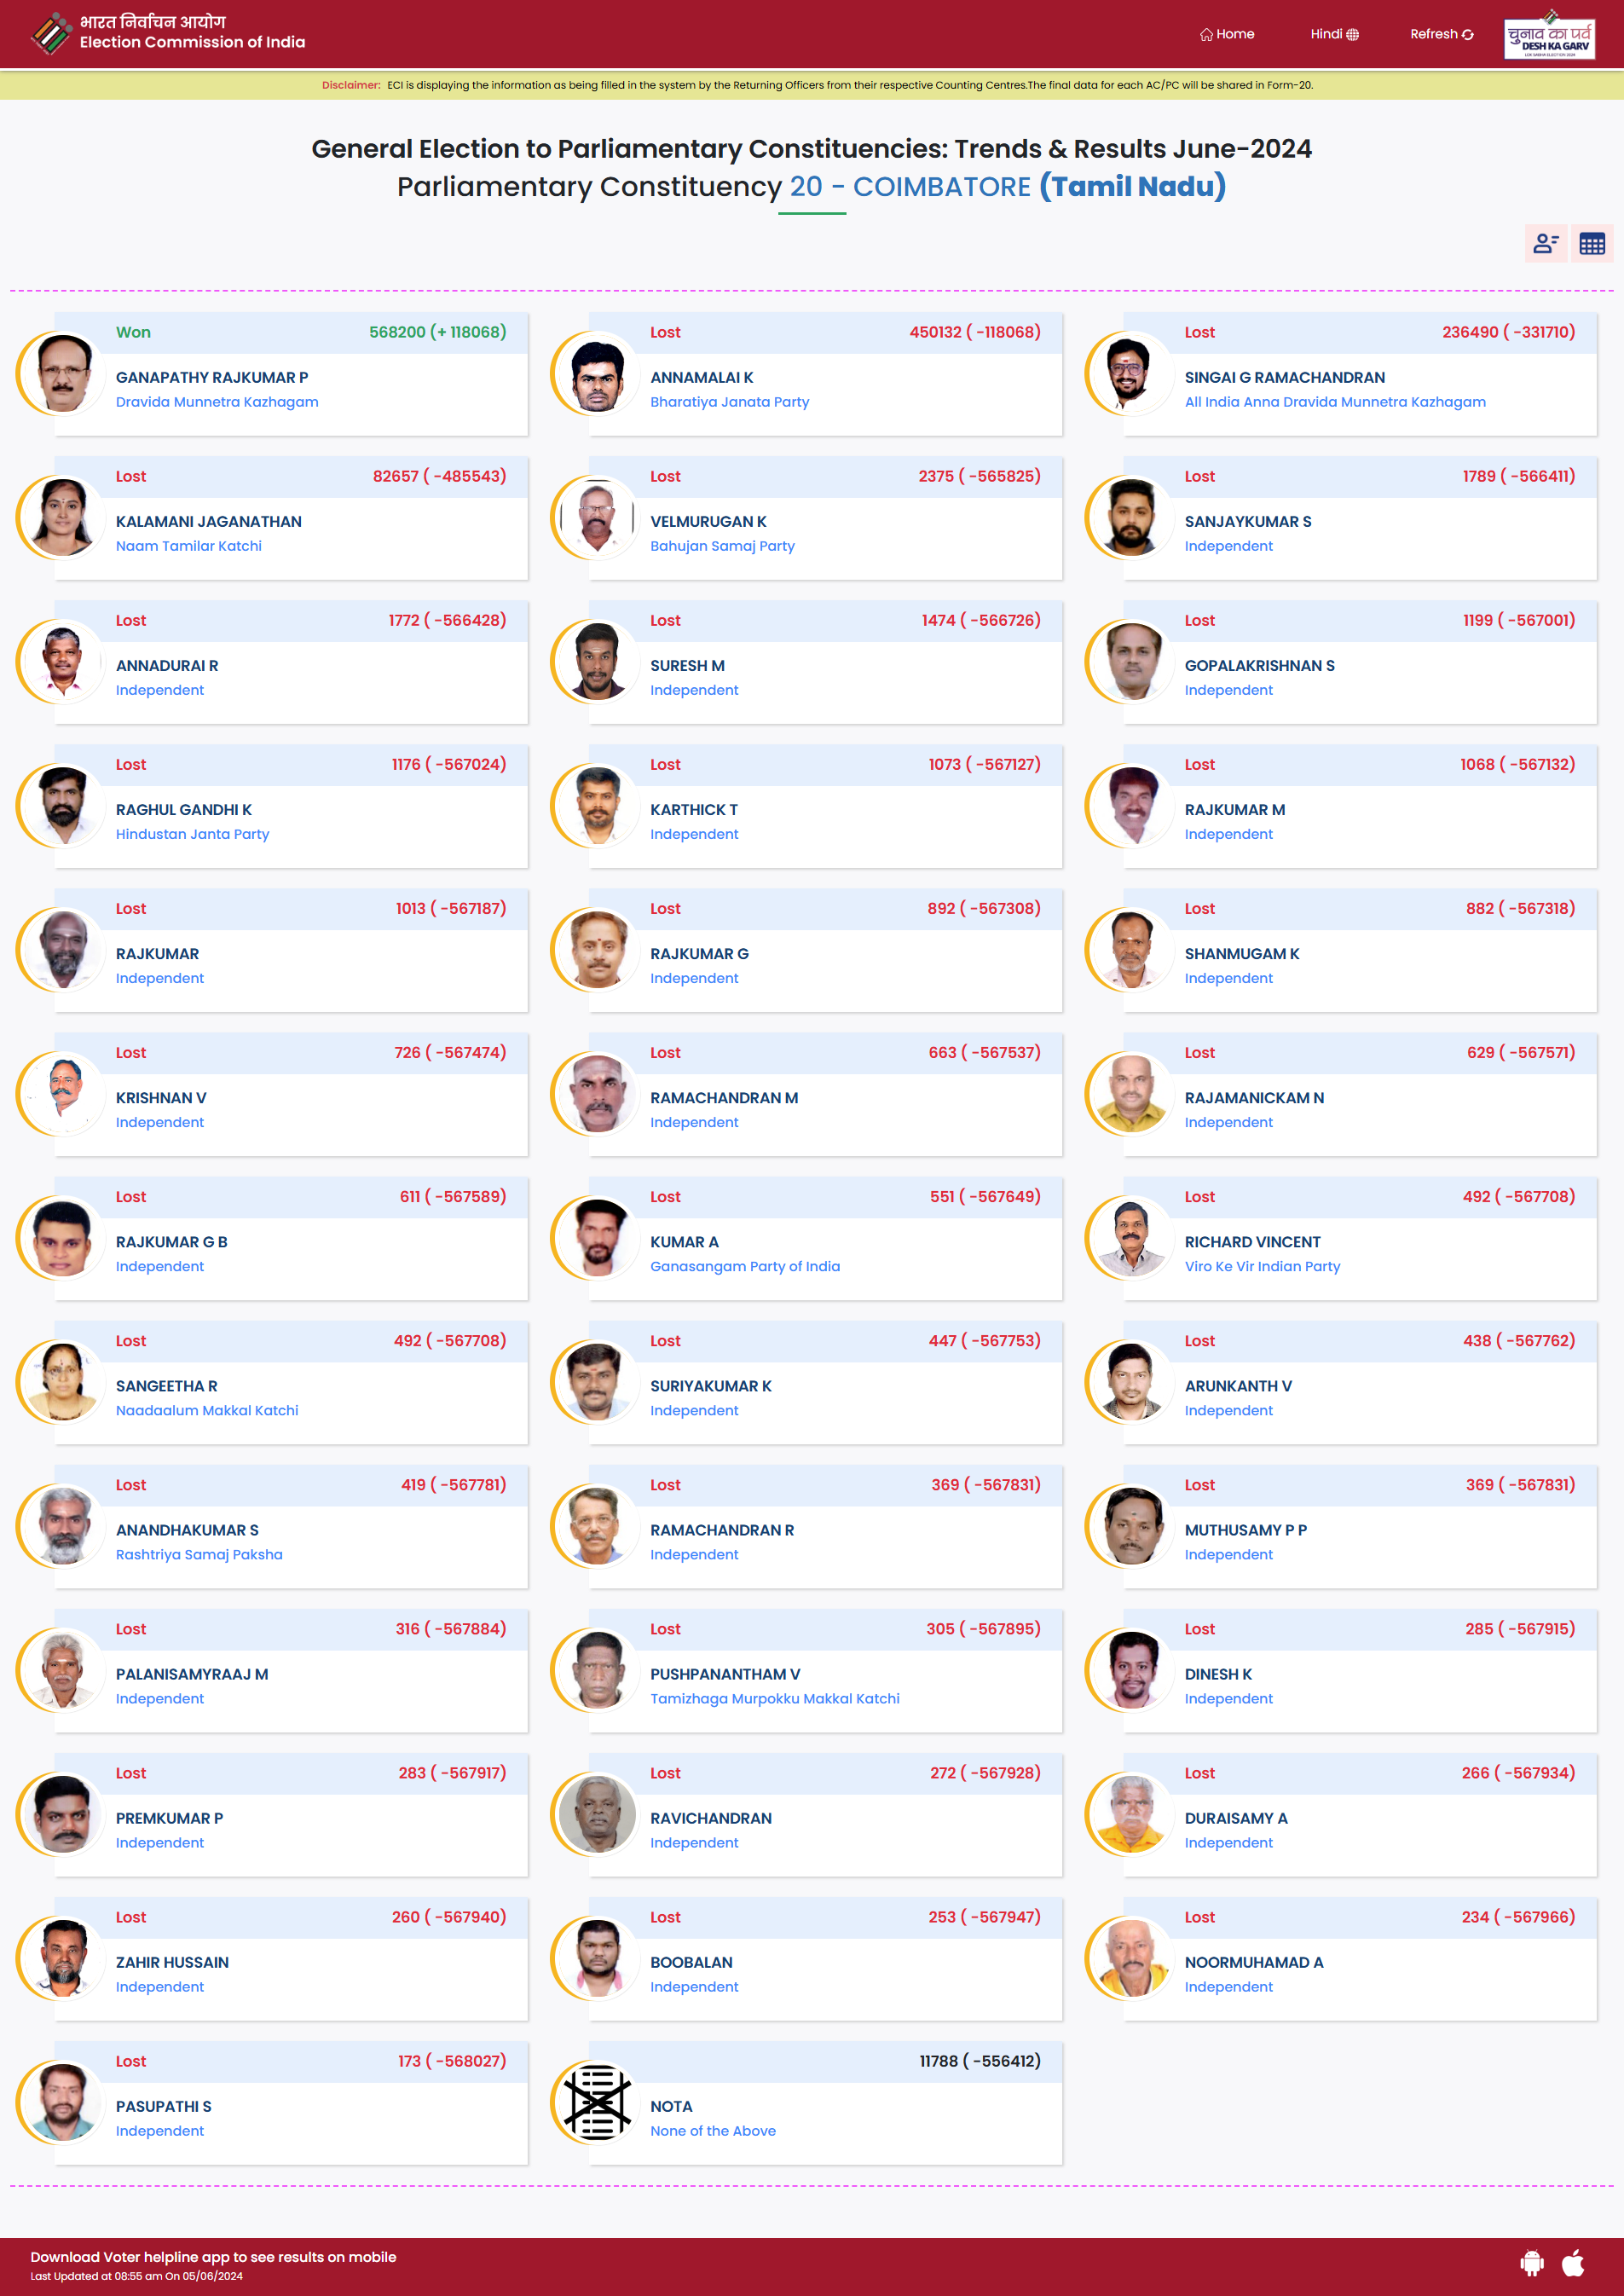 भारत निर्वाचन आयोग
Election Commission of India
Home
Hindi
Refresh
चुनाव का पर्व
DESH KA GARV
LOK SABHA ELECTION 2024
Disclaimer: ECI is displaying the information as being filled in the system by the Returning Officers from their respective Counting Centres.The final data for each AC/PC will be shared in Form-20.
General Election to Parliamentary Constituencies: Trends & Results June-2024
Parliamentary Constituency 20 - COIMBATORE (Tamil Nadu)
Won 568200 (+ 118068)
GANAPATHY RAJKUMAR P
Dravida Munnetra Kazhagam
Lost 450132 ( -118068)
ANNAMALAI K
Bharatiya Janata Party
Lost 236490 ( -331710)
SINGAI G RAMACHANDRAN
All India Anna Dravida Munnetra Kazhagam
Lost 82657 ( -485543)
KALAMANI JAGANATHAN
Naam Tamilar Katchi
Lost 2375 ( -565825)
VELMURUGAN K
Bahujan Samaj Party
Lost 1789 ( -566411)
SANJAYKUMAR S
Independent
Lost 1772 ( -566428)
ANNADURAI R
Independent
Lost 1474 ( -566726)
SURESH M
Independent
Lost 1199 ( -567001)
GOPALAKRISHNAN S
Independent
Lost 1176 ( -567024)
RAGHUL GANDHI K
Hindustan Janta Party
Lost 1073 ( -567127)
KARTHICK T
Independent
Lost 1068 ( -567132)
RAJKUMAR M
Independent
Lost 1013 ( -567187)
RAJKUMAR
Independent
Lost 892 ( -567308)
RAJKUMAR G
Independent
Lost 882 ( -567318)
SHANMUGAM K
Independent
Lost 726 ( -567474)
KRISHNAN V
Independent
Lost 663 ( -567537)
RAMACHANDRAN M
Independent
Lost 629 ( -567571)
RAJAMANICKAM N
Independent
Lost 611 ( -567589)
RAJKUMAR G B
Independent
Lost 551 ( -567649)
KUMAR A
Ganasangam Party of India
Lost 492 ( -567708)
RICHARD VINCENT
Viro Ke Vir Indian Party
Lost 492 ( -567708)
SANGEETHA R
Naadaalum Makkal Katchi
Lost 447 ( -567753)
SURIYAKUMAR K
Independent
Lost 438 ( -567762)
ARUNKANTH V
Independent
Lost 419 ( -567781)
ANANDHAKUMAR S
Rashtriya Samaj Paksha
Lost 369 ( -567831)
RAMACHANDRAN R
Independent
Lost 369 ( -567831)
MUTHUSAMY P P
Independent
Lost 316 ( -567884)
PALANISAMYRAAJ M
Independent
Lost 305 ( -567895)
PUSHPANANTHAM V
Tamizhaga Murpokku Makkal Katchi
Lost 285 ( -567915)
DINESH K
Independent
Lost 283 ( -567917)
PREMKUMAR P
Independent
Lost 272 ( -567928)
RAVICHANDRAN
Independent
Lost 266 ( -567934)
DURAISAMY A
Independent
Lost 260 ( -567940)
ZAHIR HUSSAIN
Independent
Lost 253 ( -567947)
BOOBALAN
Independent
Lost 234 ( -567966)
NOORMUHAMAD A
Independent
Lost 173 ( -568027)
PASUPATHI S
Independent
11788 ( -556412)
NOTA
None of the Above
Download Voter helpline app to see results on mobile
Last Updated at 08:55 am On 05/06/2024